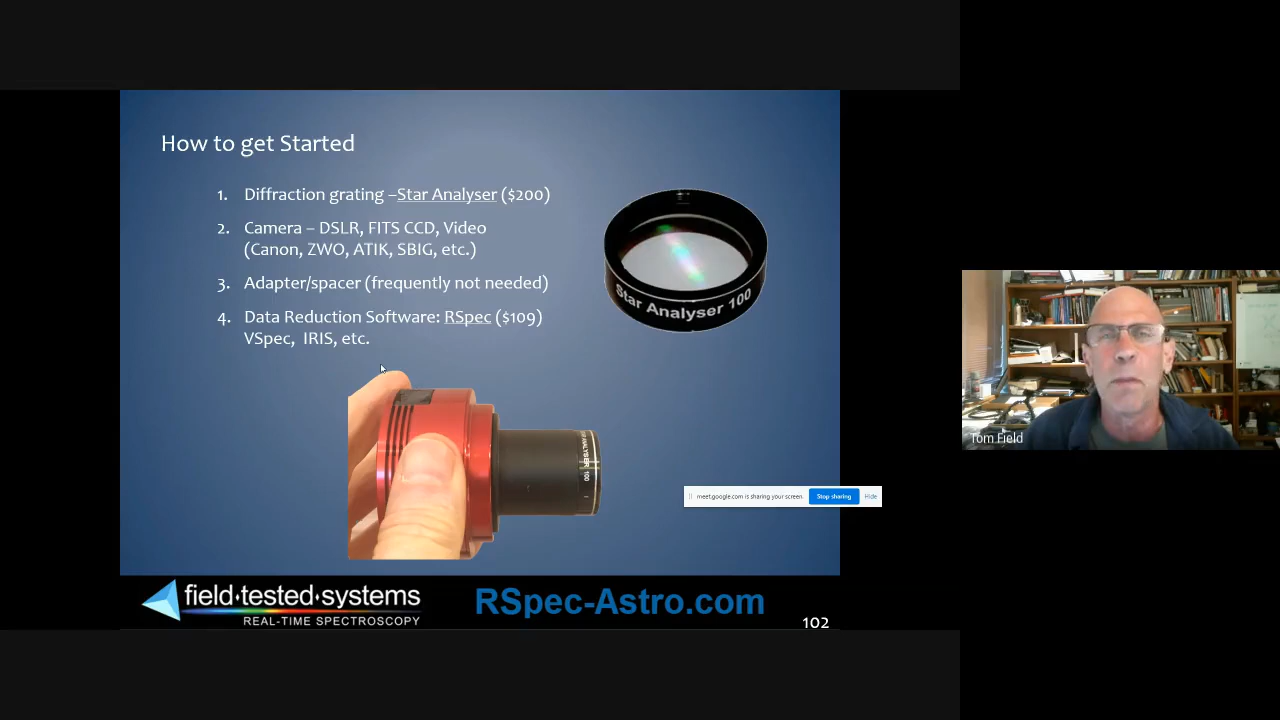 How to get Started
1. Diffraction grating –Star Analyser ($200)
2. Camera – DSLR, FITS CCD, Video
(Canon, ZWO, ATIK, SBIG, etc.)
3. Adapter/spacer (frequently not needed)
4. Data Reduction Software: RSpec ($109)
VSpec, IRIS, etc.
Star Analyser 100
STAR ANALYSER 100
Tom Field
meet.google.com is sharing your screen.
Stop sharing
Hide
field·tested·systems
REAL-TIME SPECTROSCOPY
RSpec-Astro.com
102